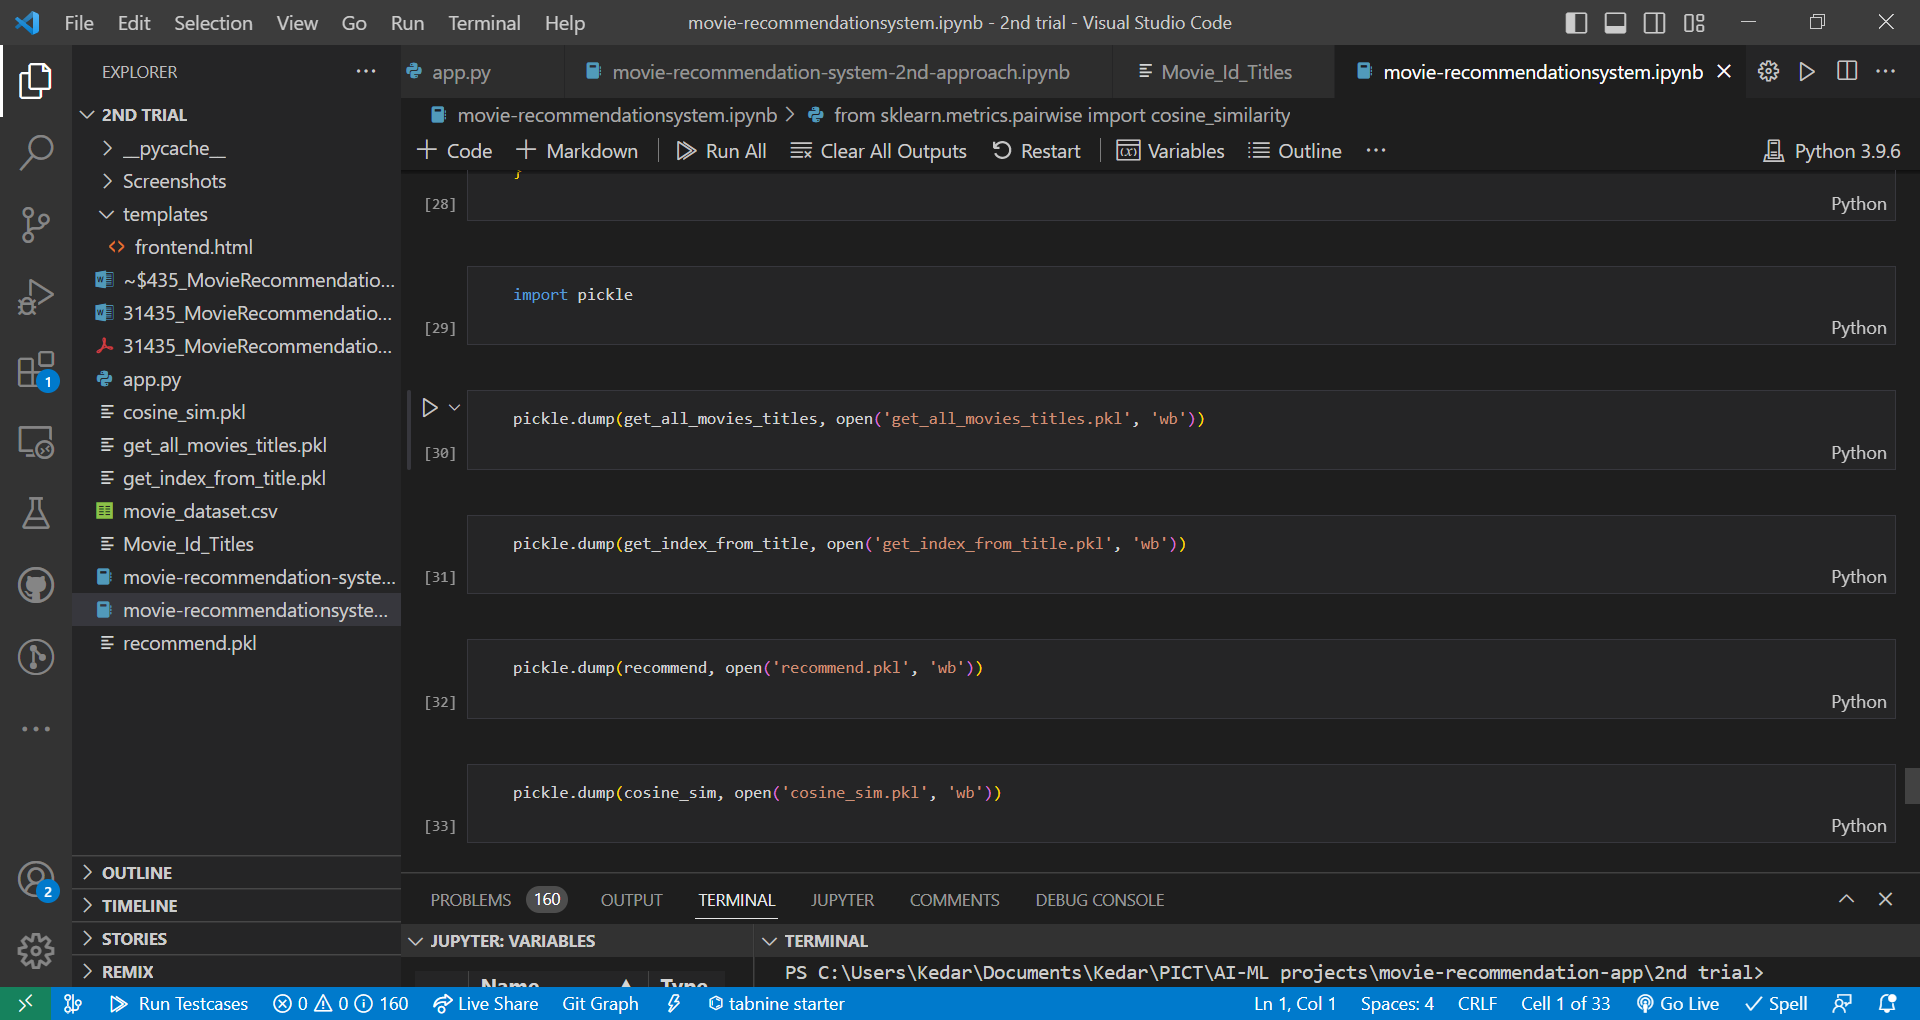 File Edit Selection View Go Run Terminal Help movie-recommendationsystem.ipynb - 2nd trial - Visual Studio Code
EXPLORER
app.py movie-recommendation-system-2nd-approach.ipynb Movie_Id_Titles movie-recommendationsystem.ipynb
movie-recommendationsystem.ipynb > from sklearn.metrics.pairwise import cosine_similarity
+ Code + Markdown Run All Clear All Outputs Restart Variables Outline ... Python 3.9.6
2ND TRIAL
__pycache__
Screenshots
templates
frontend.html
~$435_MovieRecommendatio...
31435_MovieRecommendatio...
31435_MovieRecommendatio...
app.py
cosine_sim.pkl
get_all_movies_titles.pkl
get_index_from_title.pkl
movie_dataset.csv
Movie_Id_Titles
movie-recommendation-syste...
movie-recommendationsyste...
recommend.pkl
OUTLINE
TIMELINE
STORIES
REMIX
1
2
}
[28] Python
import pickle
[29] Python
pickle.dump(get_all_movies_titles, open('get_all_movies_titles.pkl', 'wb'))
[30] Python
pickle.dump(get_index_from_title, open('get_index_from_title.pkl', 'wb'))
[31] Python
pickle.dump(recommend, open('recommend.pkl', 'wb'))
[32] Python
pickle.dump(cosine_sim, open('cosine_sim.pkl', 'wb'))
[33] Python
PROBLEMS 160 OUTPUT TERMINAL JUPYTER COMMENTS DEBUG CONSOLE
JUPYTER: VARIABLES
Name Type
TERMINAL
PS C:\Users\Kedar\Documents\Kedar\PICT\AI-ML projects\movie-recommendation-app\2nd trial>
Run Testcases 0 0 160 Live Share Git Graph tabnine starter Ln 1, Col 1 Spaces: 4 CRLF Cell 1 of 33 Go Live Spell